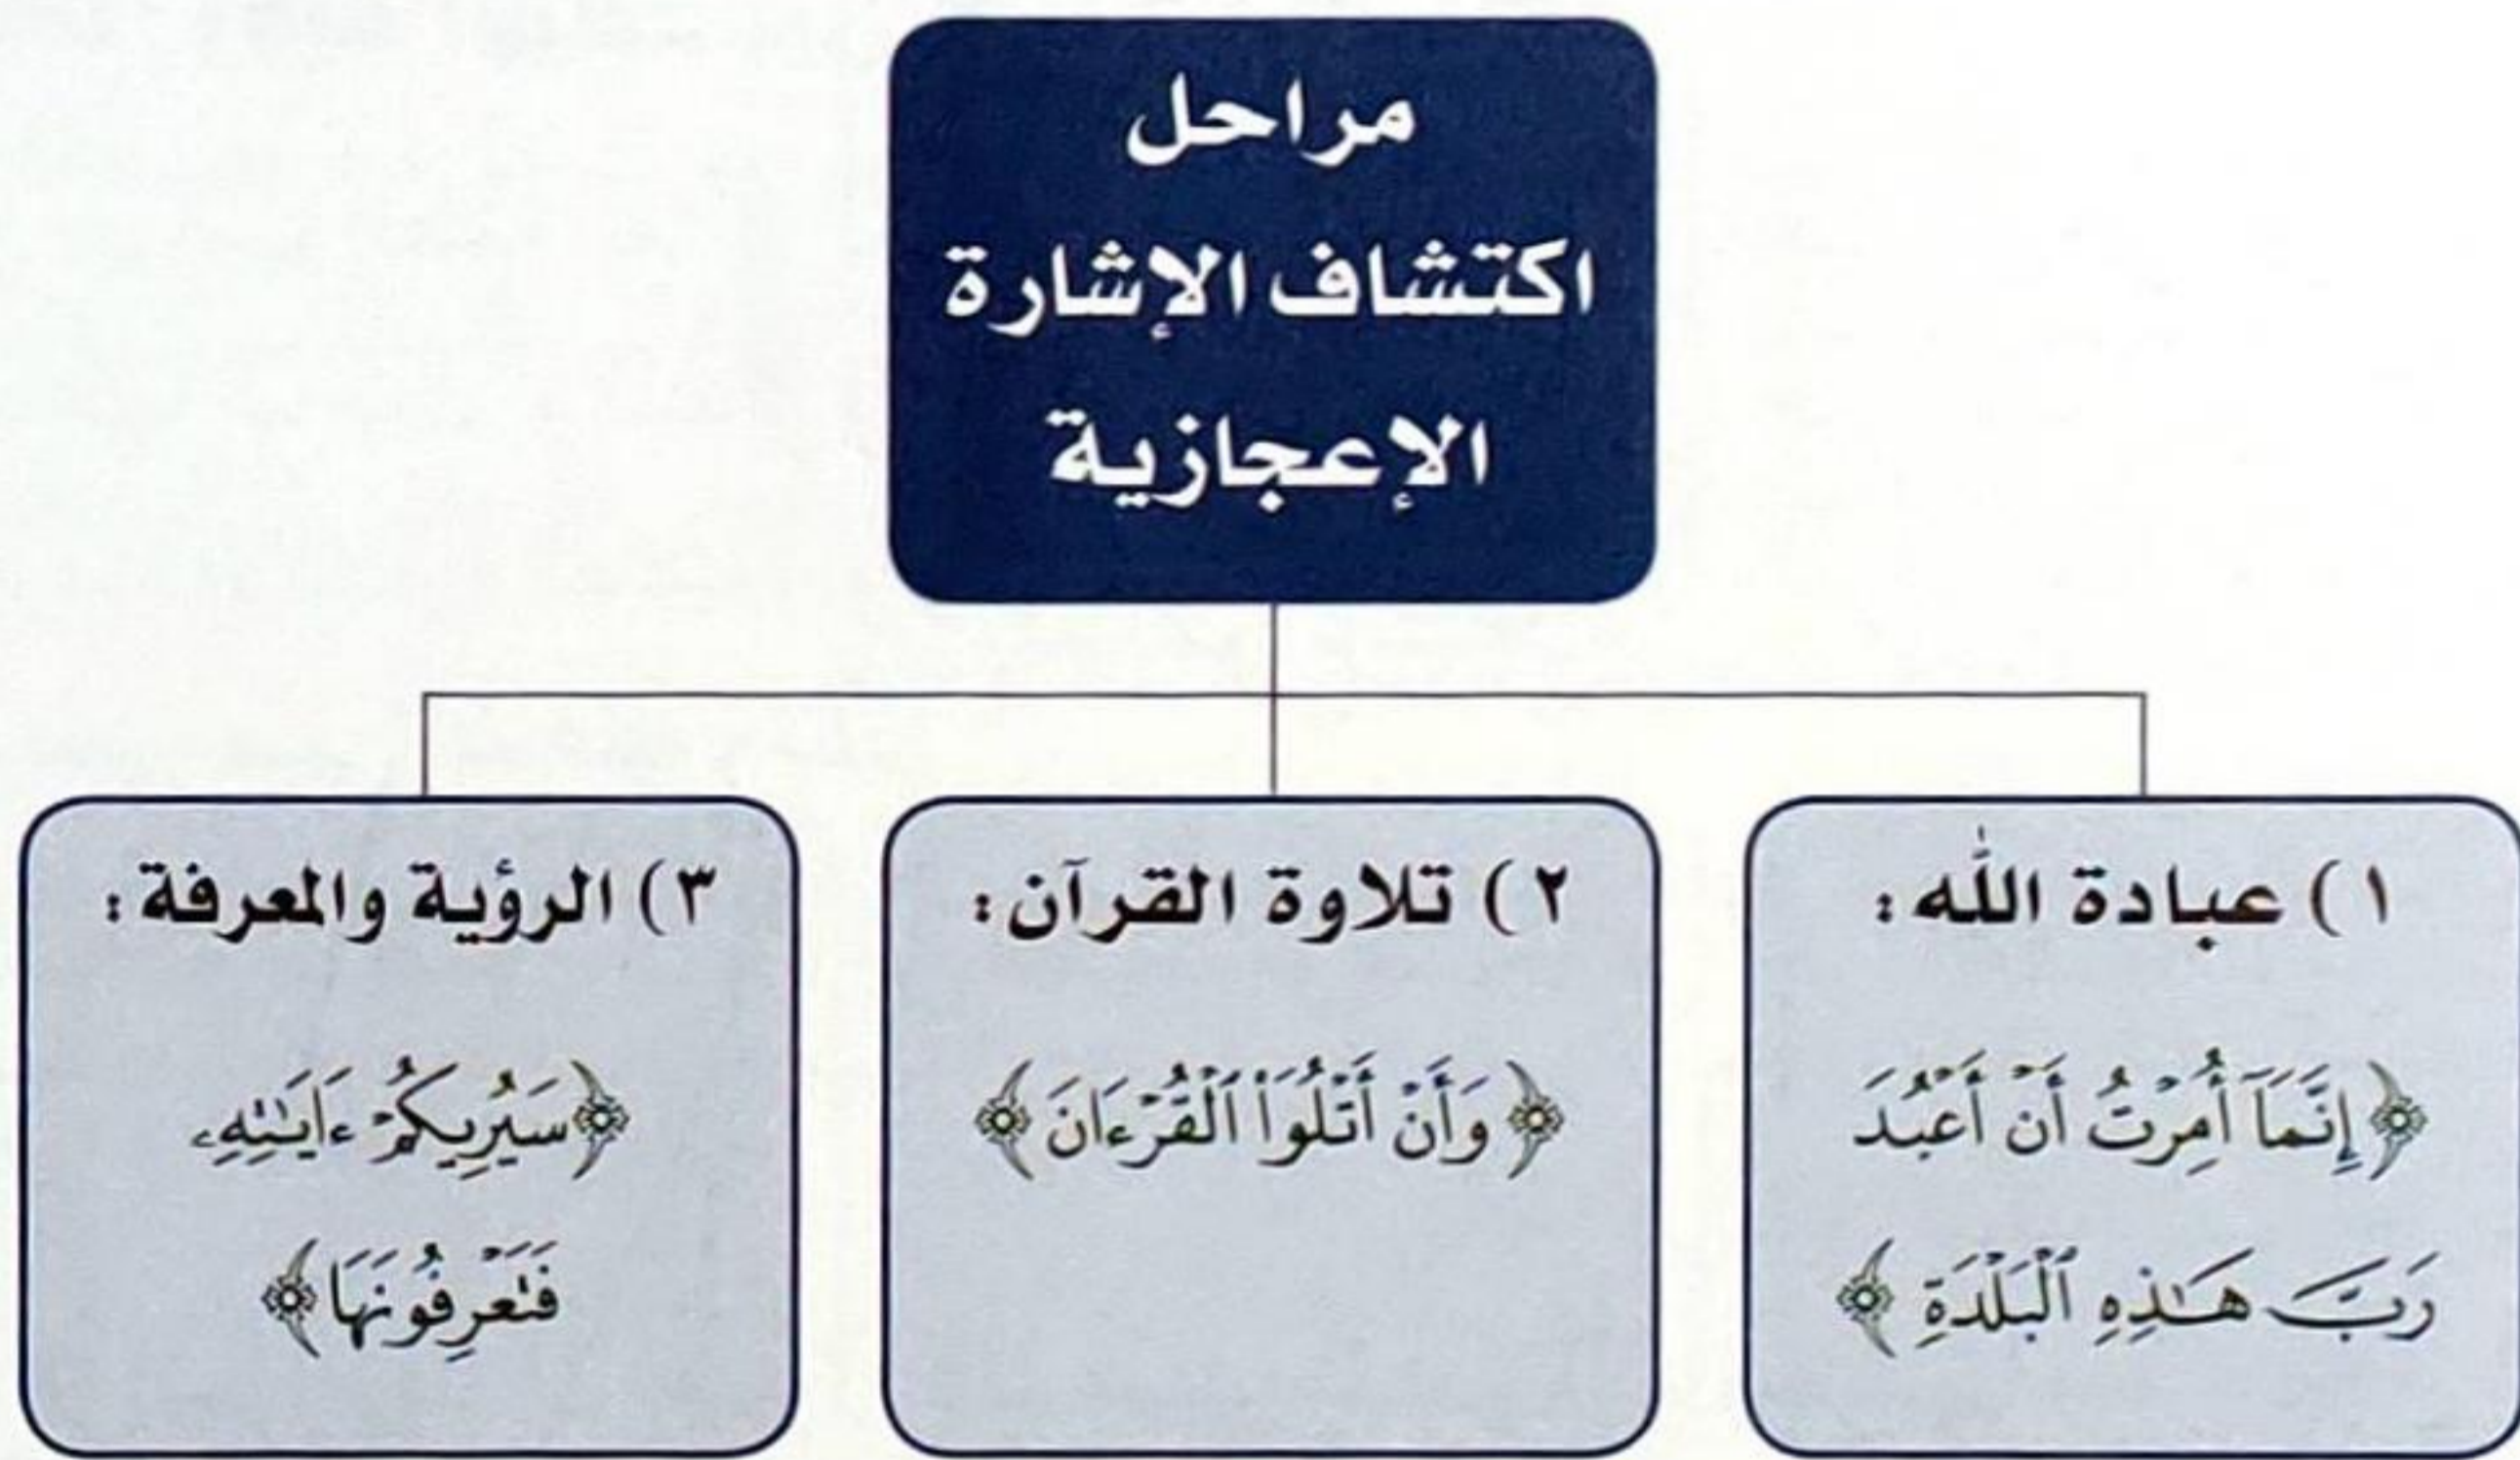 مراحل
اكتشاف الإشارة
الإعجازية
١) عبادة الله:
﴿إِنَّمَآ أُمِرْتُ أَنْ أَعْبُدَ
رَبَّ هَٰذِهِ ٱلْبَلْدَةِ﴾
٢) تلاوة القرآن:
﴿وَأَنْ أَتْلُوَاْ ٱلْقُرْءَانَ﴾
٣) الرؤية والمعرفة:
﴿سَيُرِيكُمْ ءَايَٰتِهِۦ
فَتَعْرِفُونَهَا﴾